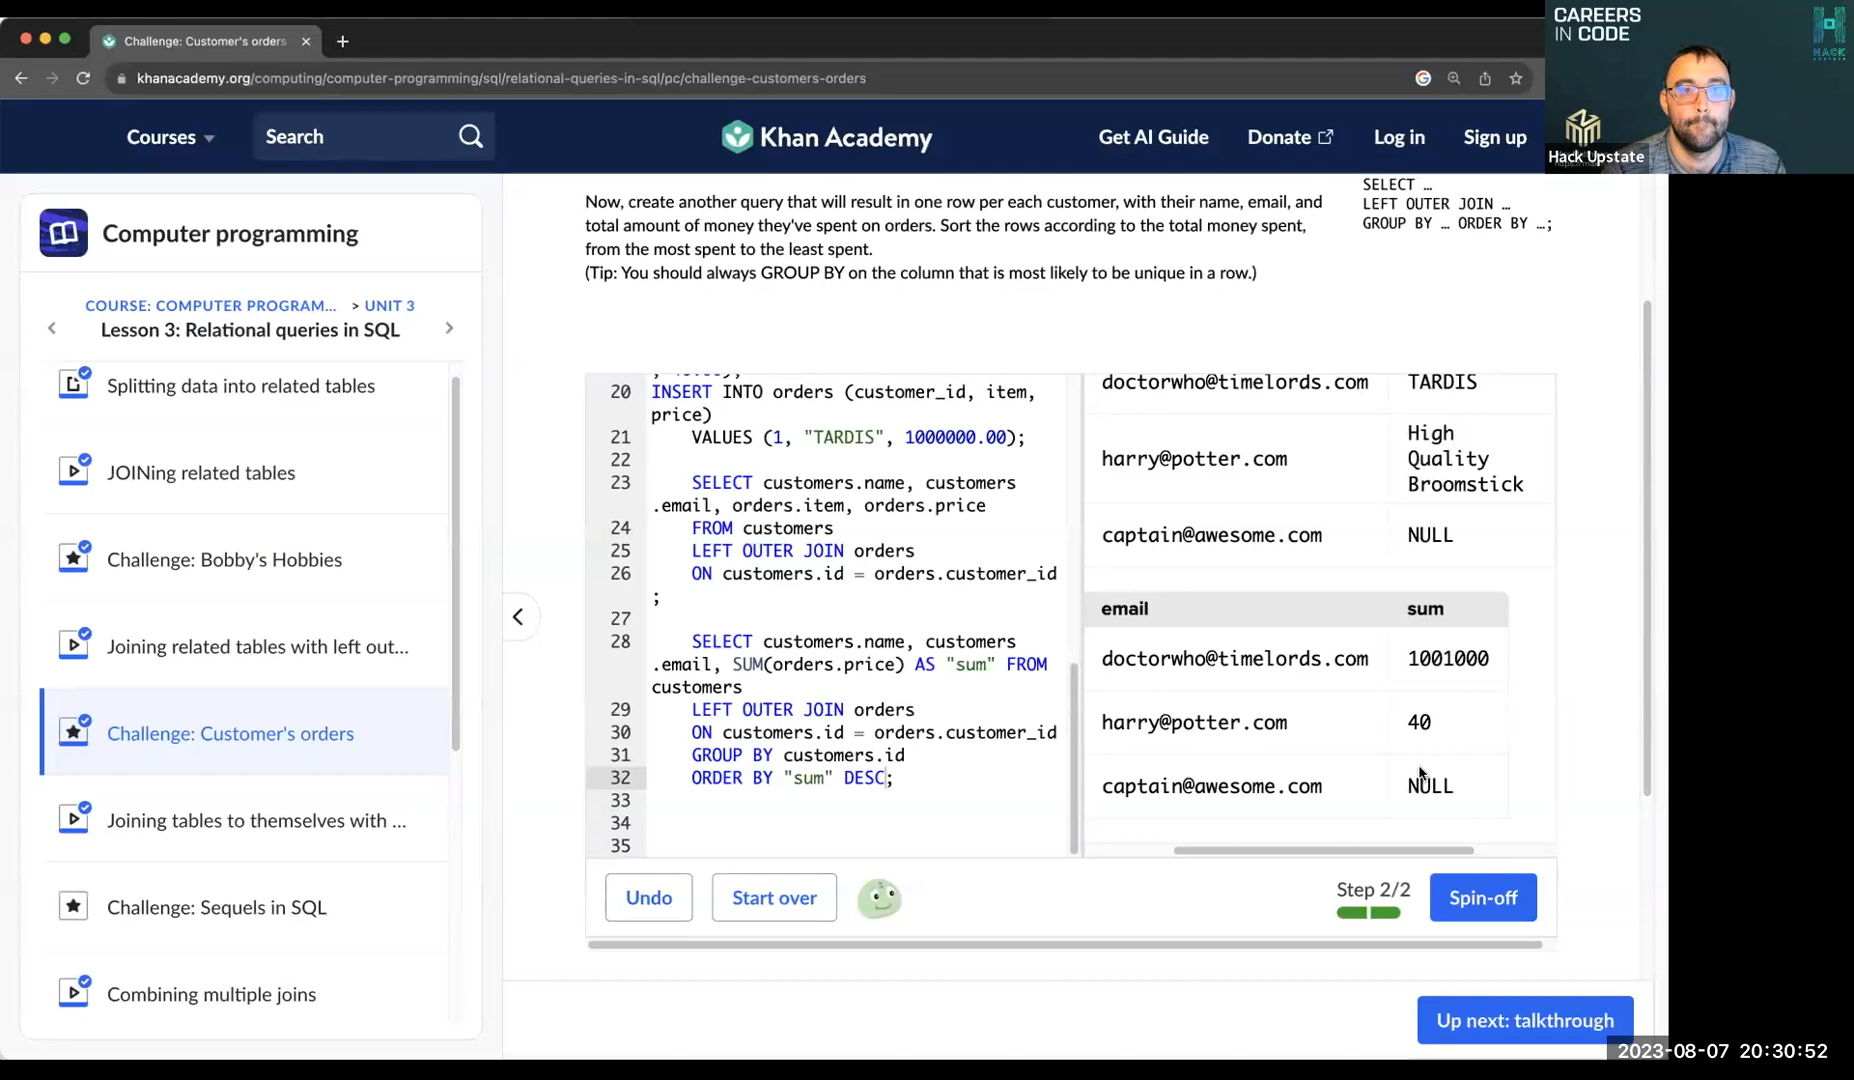 Challenge: Customer's orders
khanacademy.org/computing/computer-programming/sql/relational-queries-in-sql/pc/challenge-customers-orders
CAREERS
IN CODE
HACK
UPSTATE
Hack Upstate
Courses
Search
Khan Academy
Get AI Guide
Donate
Log in
Sign up
Computer programming
COURSE: COMPUTER PROGRAM... > UNIT 3
Lesson 3: Relational queries in SQL
Splitting data into related tables
JOINing related tables
Challenge: Bobby's Hobbies
Joining related tables with left out...
Challenge: Customer's orders
Joining tables to themselves with ...
Challenge: Sequels in SQL
Combining multiple joins
Now, create another query that will result in one row per each customer, with their name, email, and
total amount of money they've spent on orders. Sort the rows according to the total money spent,
from the most spent to the least spent.
(Tip: You should always GROUP BY on the column that is most likely to be unique in a row.)
SELECT …
LEFT OUTER JOIN …
GROUP BY … ORDER BY …;
20 INSERT INTO orders (customer_id, item,
price)
21 VALUES (1, "TARDIS", 1000000.00);
22
23 SELECT customers.name, customers
.email, orders.item, orders.price
24 FROM customers
25 LEFT OUTER JOIN orders
26 ON customers.id = orders.customer_id
;
27
28 SELECT customers.name, customers
.email, SUM(orders.price) AS "sum" FROM
customers
29 LEFT OUTER JOIN orders
30 ON customers.id = orders.customer_id
31 GROUP BY customers.id
32 ORDER BY "sum" DESC;
33
34
35
doctorwho@timelords.com TARDIS
harry@potter.com High
Quality
Broomstick
captain@awesome.com NULL
email sum
doctorwho@timelords.com 1001000
harry@potter.com 40
captain@awesome.com NULL
Undo
Start over
Step 2/2
Spin-off
Up next: talkthrough
2023-08-07 20:30:52